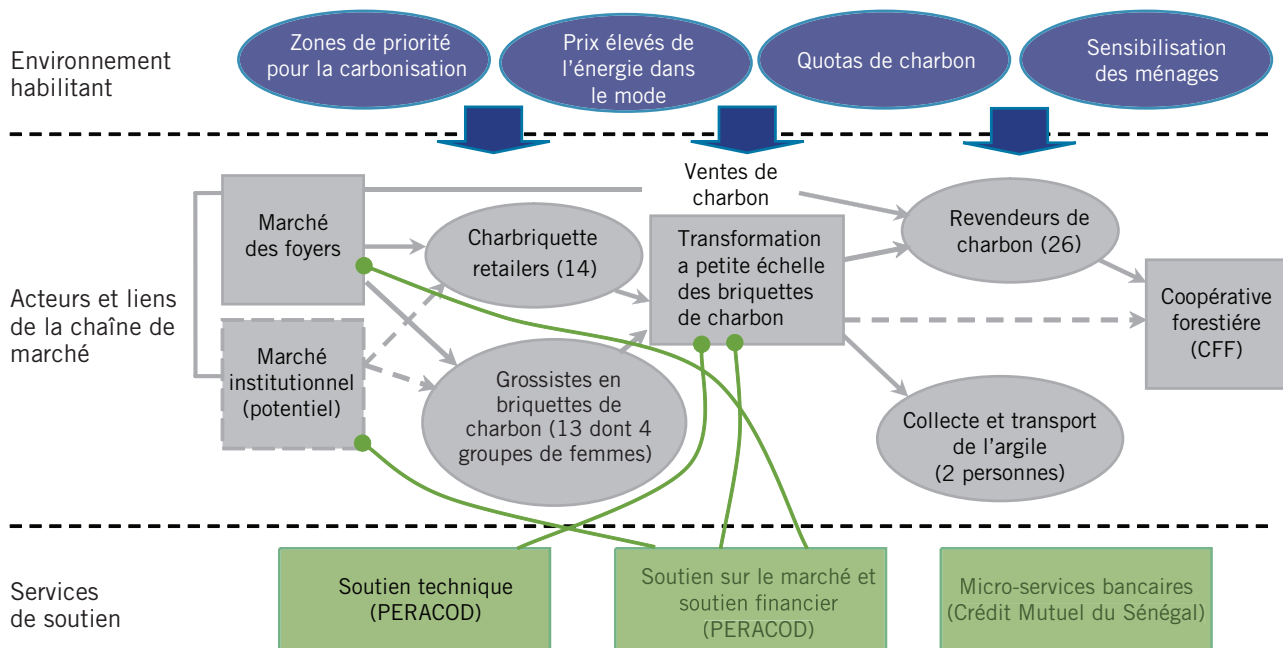 Environnement
habilitant
Zones de priorité
pour la carbonisation
Prix élevés de
l'énergie dans
le mode
Quotas de charbon
Sensibilisation
des ménages
Acteurs et liens
de la chaîne de
marché
Marché
des foyers
Marché
institutionnel
(potentiel)
Charbriquette
retailers (14)
Grossistes en
briquettes de
charbon (13 dont 4
groupes de femmes)
Ventes de
charbon
Transformation
a petite échelle
des briquettes
de charbon
Revendeurs de
charbon (26)
Collecte et transport
de l'argile
(2 personnes)
Coopérative
forestiére
(CFF)
Services
de soutien
Soutien technique
(PERACOD)
Soutien sur le marché et
soutien financier
(PERACOD)
Micro-services bancaires
(Crédit Mutuel du Sénégal)